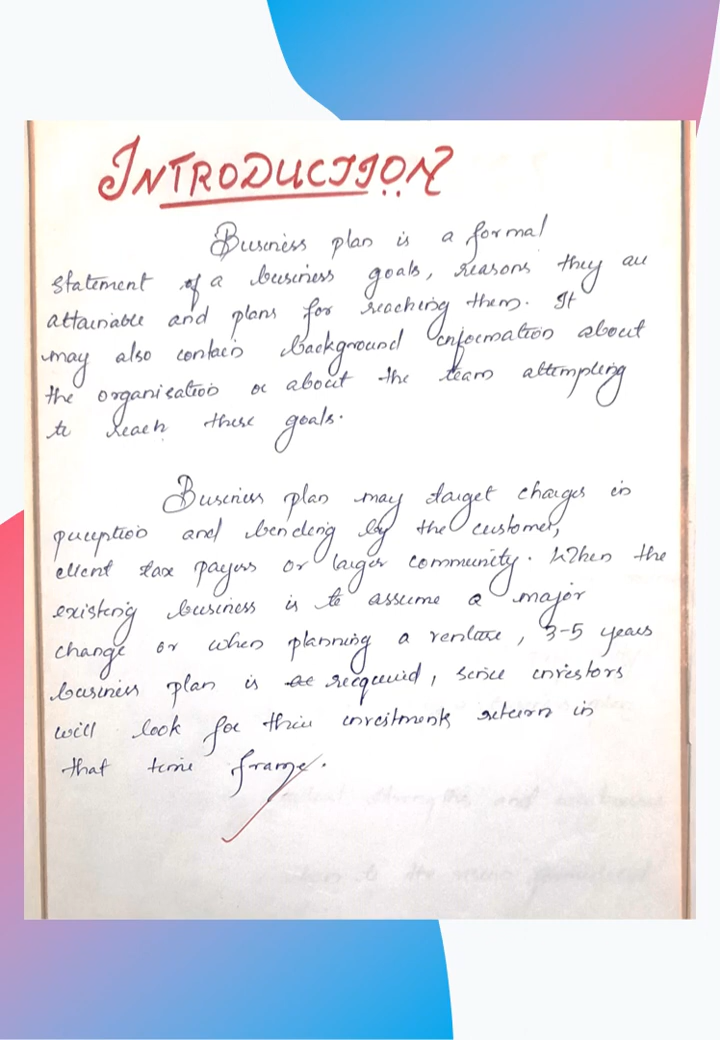 INTRODUCTION
Business plan is a formal
statement of a business goals, reasons they are
attainable and plans for reaching them. It
may also contain background information about
the organisation or about the team attempting
to reach these goals.
Business plan may target changes in
perception and bending by the customer,
client tax payers or larger community. When the
existing business is to assume a major
change or when planning a venture, 3-5 years
business plan is required, since investors
will look for their investments return in
that time frame.